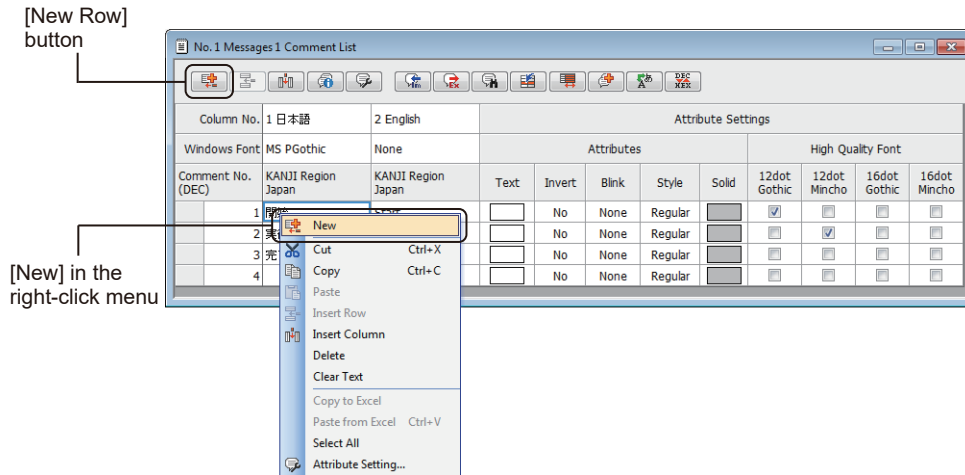 [New Row]
button
No. 1 Messages 1 Comment List
Column No. 1 日本語 2 English Attribute Settings
Windows Font MS PGothic None Attributes High Quality Font
Comment No. (DEC) KANJI Region Japan KANJI Region Japan Text Invert Blink Style Solid 12dot Gothic 12dot Mincho 16dot Gothic 16dot Mincho
1 開始 Start No None Regular
2 No None Regular
3 完 No None Regular
4 No None Regular
[New] in the
right-click menu
New
Cut Ctrl+X
Copy Ctrl+C
Paste
Insert Row
Insert Column
Delete
Clear Text
Copy to Excel
Paste from Excel Ctrl+V
Select All
Attribute Setting...